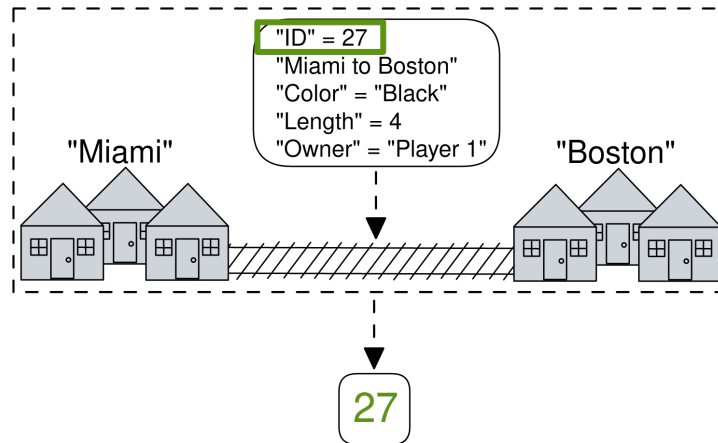 "ID" = 27
"Miami to Boston"
"Color" = "Black"
"Length" = 4
"Owner" = "Player 1"
"Miami"
"Boston"
27